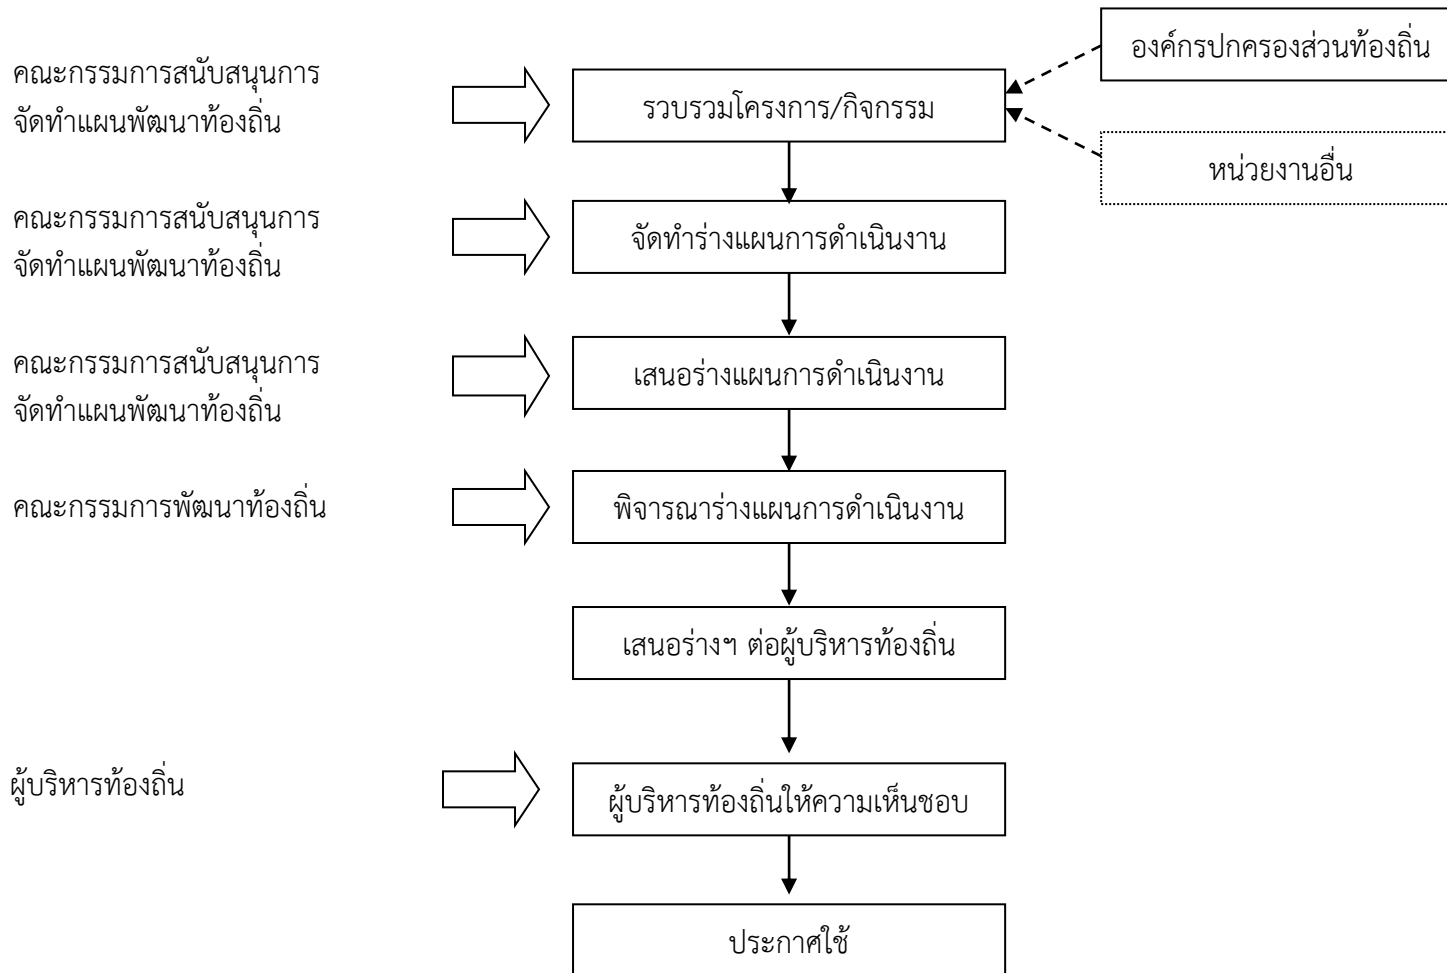 องค์กรปกครองส่วนท้องถิ่น
คณะกรรมการสนับสนุนการ
จัดทำแผนพัฒนาท้องถิ่น
รวบรวมโครงการ/กิจกรรม
หน่วยงานอื่น
คณะกรรมการสนับสนุนการ
จัดทำแผนพัฒนาท้องถิ่น
จัดทำร่างแผนการดำเนินงาน
คณะกรรมการสนับสนุนการ
จัดทำแผนพัฒนาท้องถิ่น
เสนอร่างแผนการดำเนินงาน
คณะกรรมการพัฒนาท้องถิ่น
พิจารณาร่างแผนการดำเนินงาน
เสนอร่างฯ ต่อผู้บริหารท้องถิ่น
ผู้บริหารท้องถิ่น
ผู้บริหารท้องถิ่นให้ความเห็นชอบ
ประกาศใช้